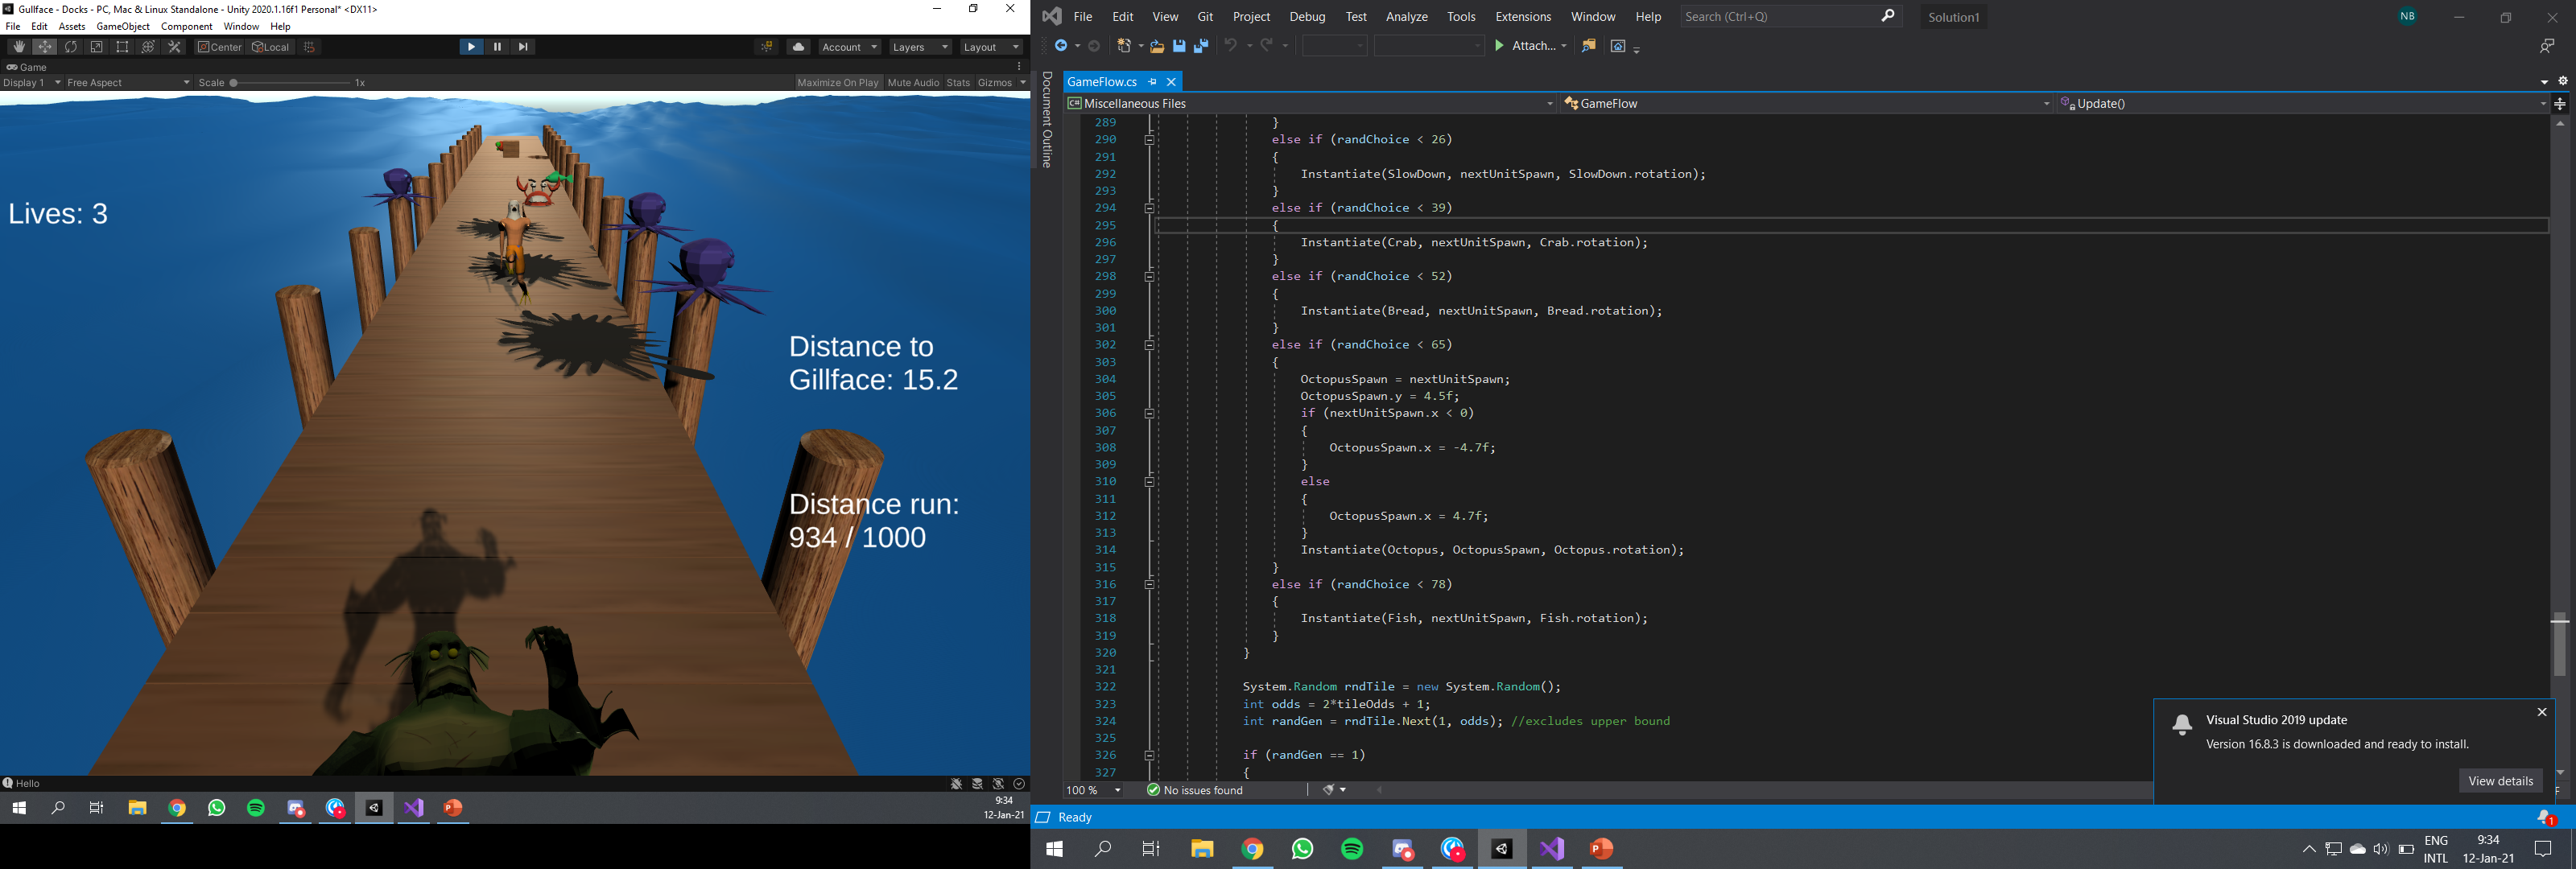 Gullface - Docks - PC, Mac & Linux Standalone - Unity 2020.1.16f1 Personal* <DX11>
File Edit Assets GameObject Component Window Help
Center Local Account Layers Layout
Game
Display 1 Free Aspect Scale 1x Maximize On Play Mute Audio Stats Gizmos
Lives: 3
Distance to
Gillface: 15.2
Distance run:
934 / 1000
Hello
9:34
12-Jan-21
File Edit View Git Project Debug Test Analyze Tools Extensions Window Help Search (Ctrl+Q) Solution1 NB
Attach...
Document Outline
GameFlow.cs
Miscellaneous Files GameFlow Update()
289 }
290 else if (randChoice < 26)
291 {
292 Instantiate(SlowDown, nextUnitSpawn, SlowDown.rotation);
293 }
294 else if (randChoice < 39)
295 {
296 Instantiate(Crab, nextUnitSpawn, Crab.rotation);
297 }
298 else if (randChoice < 52)
299 {
300 Instantiate(Bread, nextUnitSpawn, Bread.rotation);
301 }
302 else if (randChoice < 65)
303 {
304 OctopusSpawn = nextUnitSpawn;
305 OctopusSpawn.y = 4.5f;
306 if (nextUnitSpawn.x < 0)
307 {
308 OctopusSpawn.x = -4.7f;
309 }
310 else
311 {
312 OctopusSpawn.x = 4.7f;
313 }
314 Instantiate(Octopus, OctopusSpawn, Octopus.rotation);
315 }
316 else if (randChoice < 78)
317 {
318 Instantiate(Fish, nextUnitSpawn, Fish.rotation);
319 }
320 }
321
322 System.Random rndTile = new System.Random();
323 int odds = 2*tileOdds + 1;
324 int randGen = rndTile.Next(1, odds); //excludes upper bound
325
326 if (randGen == 1)
327 {
Visual Studio 2019 update
Version 16.8.3 is downloaded and ready to install.
View details
100 % No issues found
Ready 1
ENG
INTL
9:34
12-Jan-21